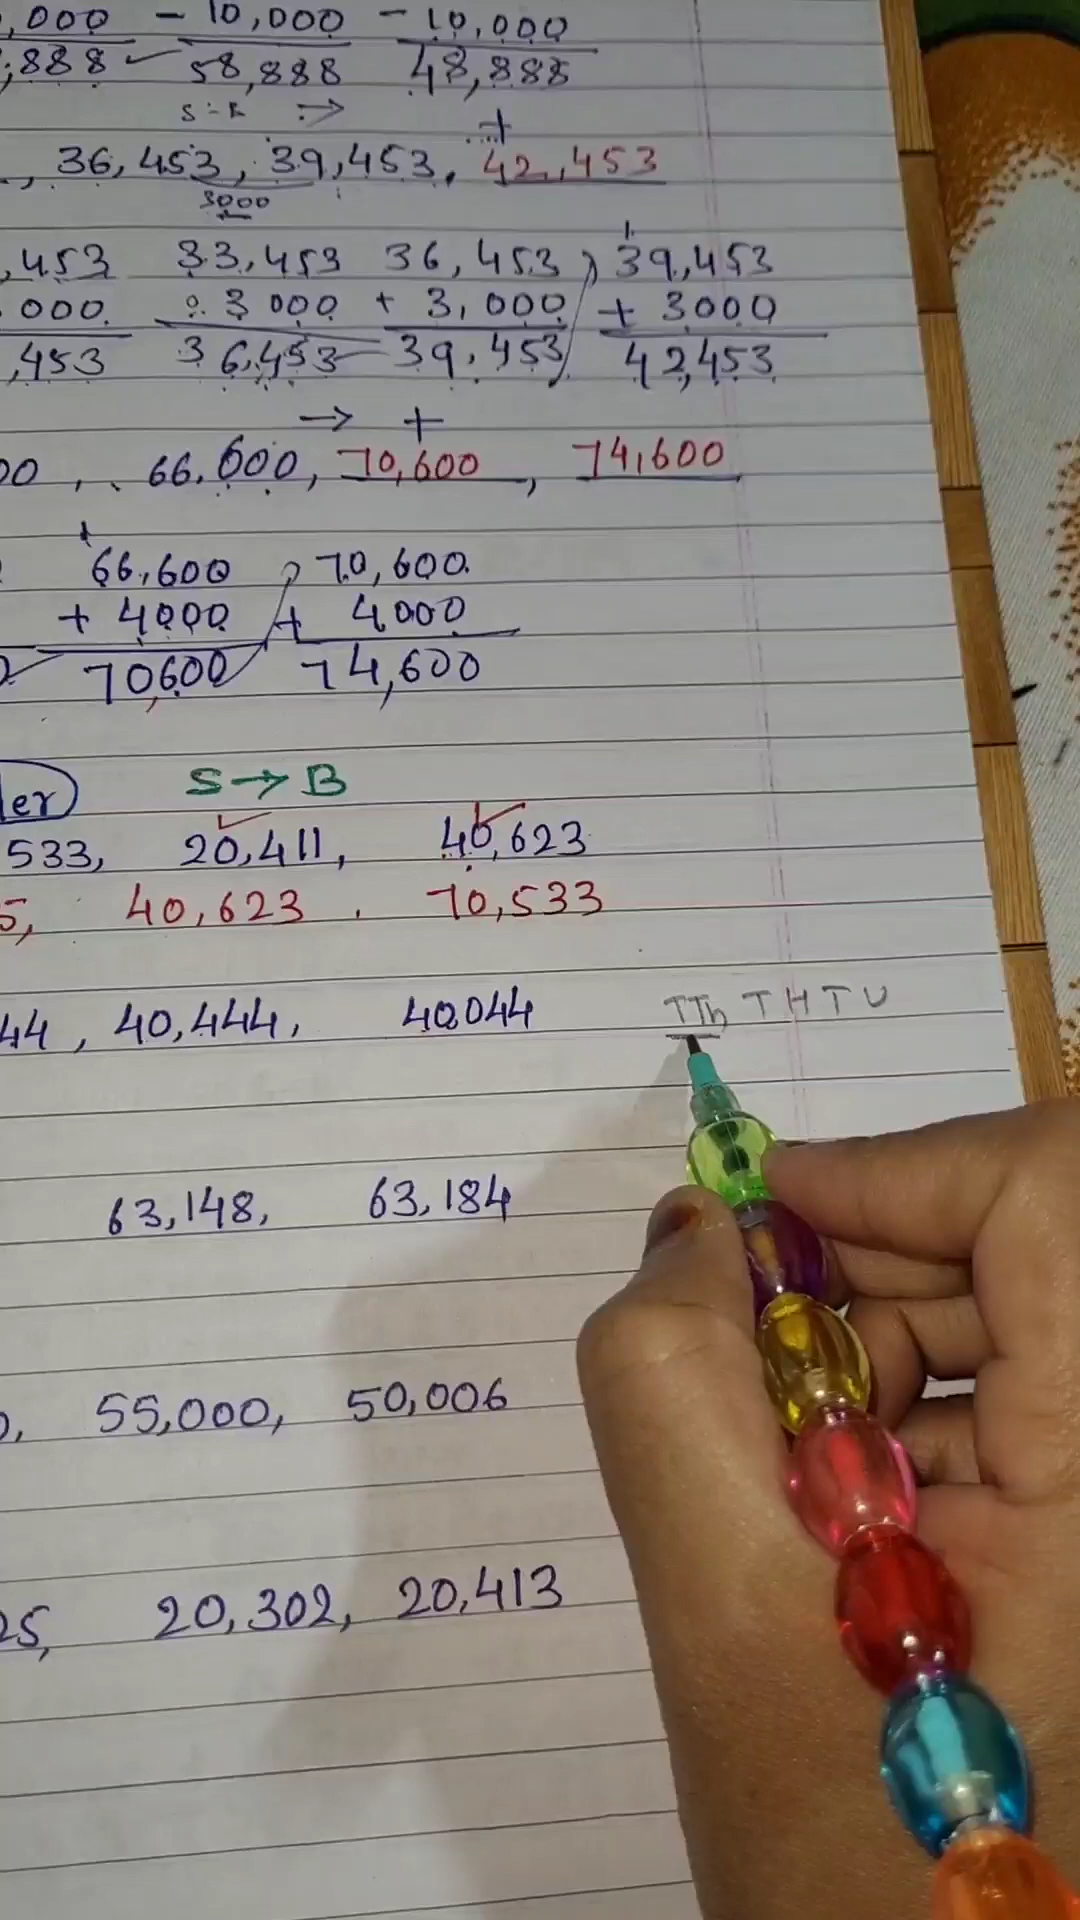 ,000 - 10,000 - 10,000
,888 58,888 48,888
S-R →
+
, 36,453, 39,453, 42,453
3000
1
,453 33,453 36,453 39,453
000 3 000 + 3,000 + 3000
,453 36,453 39,453 42,453
→ +
00, 66,600, 70,600, 74,600
66,600 70,600
+ 4000 + 4000
70,600 74,600
der S → B
533, 20,411, 40,623
5, 40,623, 70,533
44, 40,444, 40,044 TTh T H T U
63,148, 63,184
0, 55,000, 50,006
25, 20,302, 20,413